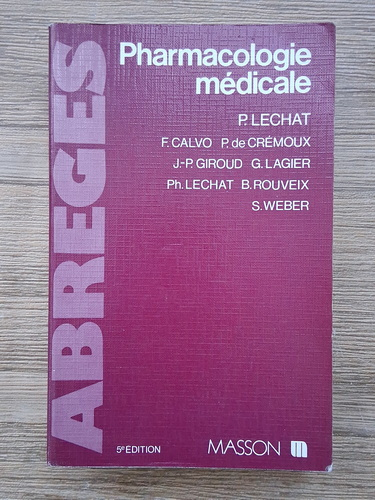 ABREGES
Pharmacologie
médicale
P. LECHAT
F. CALVO P. de CRÉMOUX
J.-P. GIROUD G. LAGIER
Ph. LECHAT B. ROUVEIX
S. WEBER
5e EDITION
MASSON m